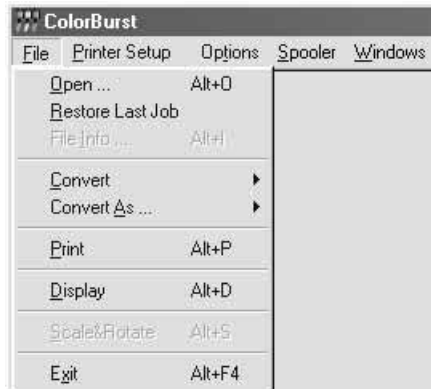 ColorBurst
File Printer Setup Options Spooler Windows
Open ... Alt+O
Restore Last Job
File Info .... Alt+I
Convert
Convert As ...
Print Alt+P
Display Alt+D
Scale&Rotate Alt+S
Exit Alt+F4